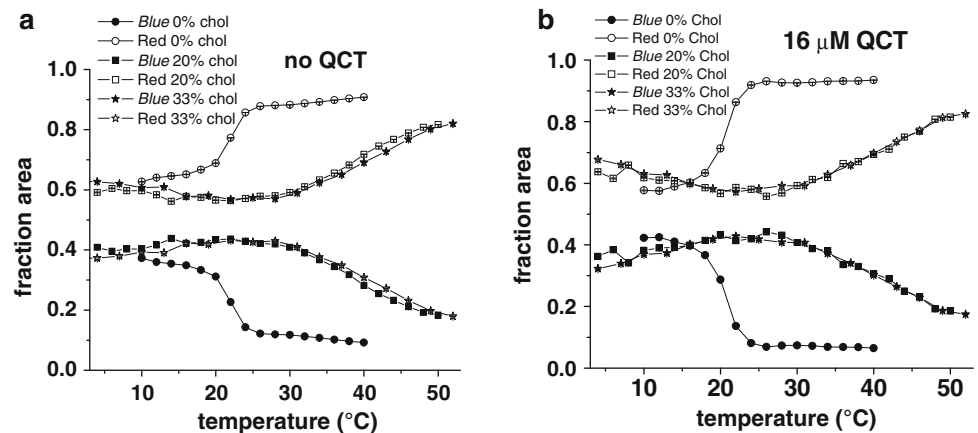 a
Blue 0% chol
Red 0% chol
Blue 20% chol
Red 20% chol
Blue 33% chol
Red 33% chol
no QCT
1.0
0.8
0.6
0.4
0.2
0.0
fraction area
10 20 30 40 50
temperature (°C)
b
Blue 0% Chol
Red 0% Chol
Blue 20% Chol
Red 20% Chol
Blue 33% Chol
Red 33% Chol
16 μM QCT
1.0
0.8
0.6
0.4
0.2
0.0
fraction area
10 20 30 40 50
temperature (°C)